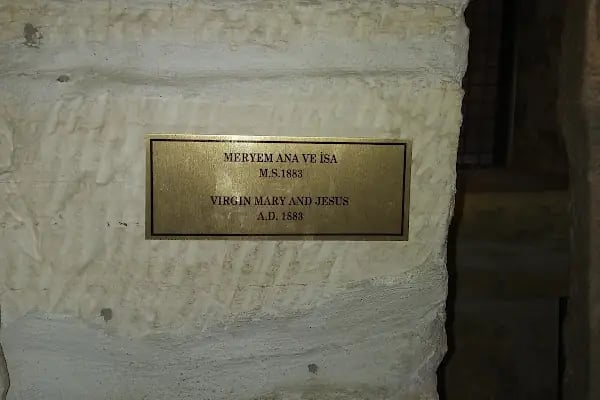 MERYEM ANA VE İSA
M.S.1883
VIRGIN MARY AND JESUS
A.D. 1883